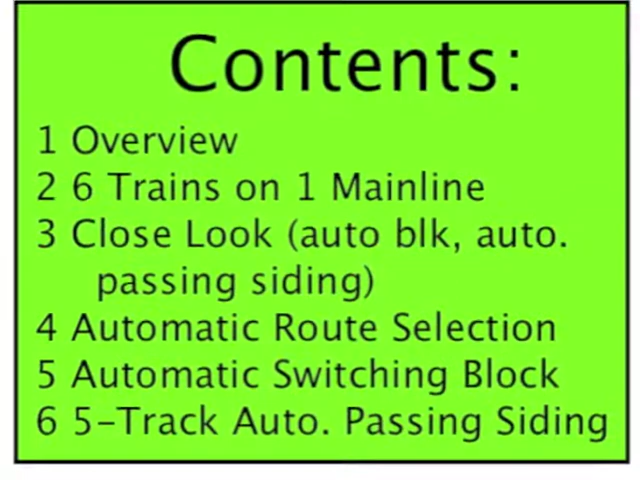 Contents:
1 Overview
2 6 Trains on 1 Mainline
3 Close Look (auto blk, auto.
passing siding)
4 Automatic Route Selection
5 Automatic Switching Block
6 5-Track Auto. Passing Siding